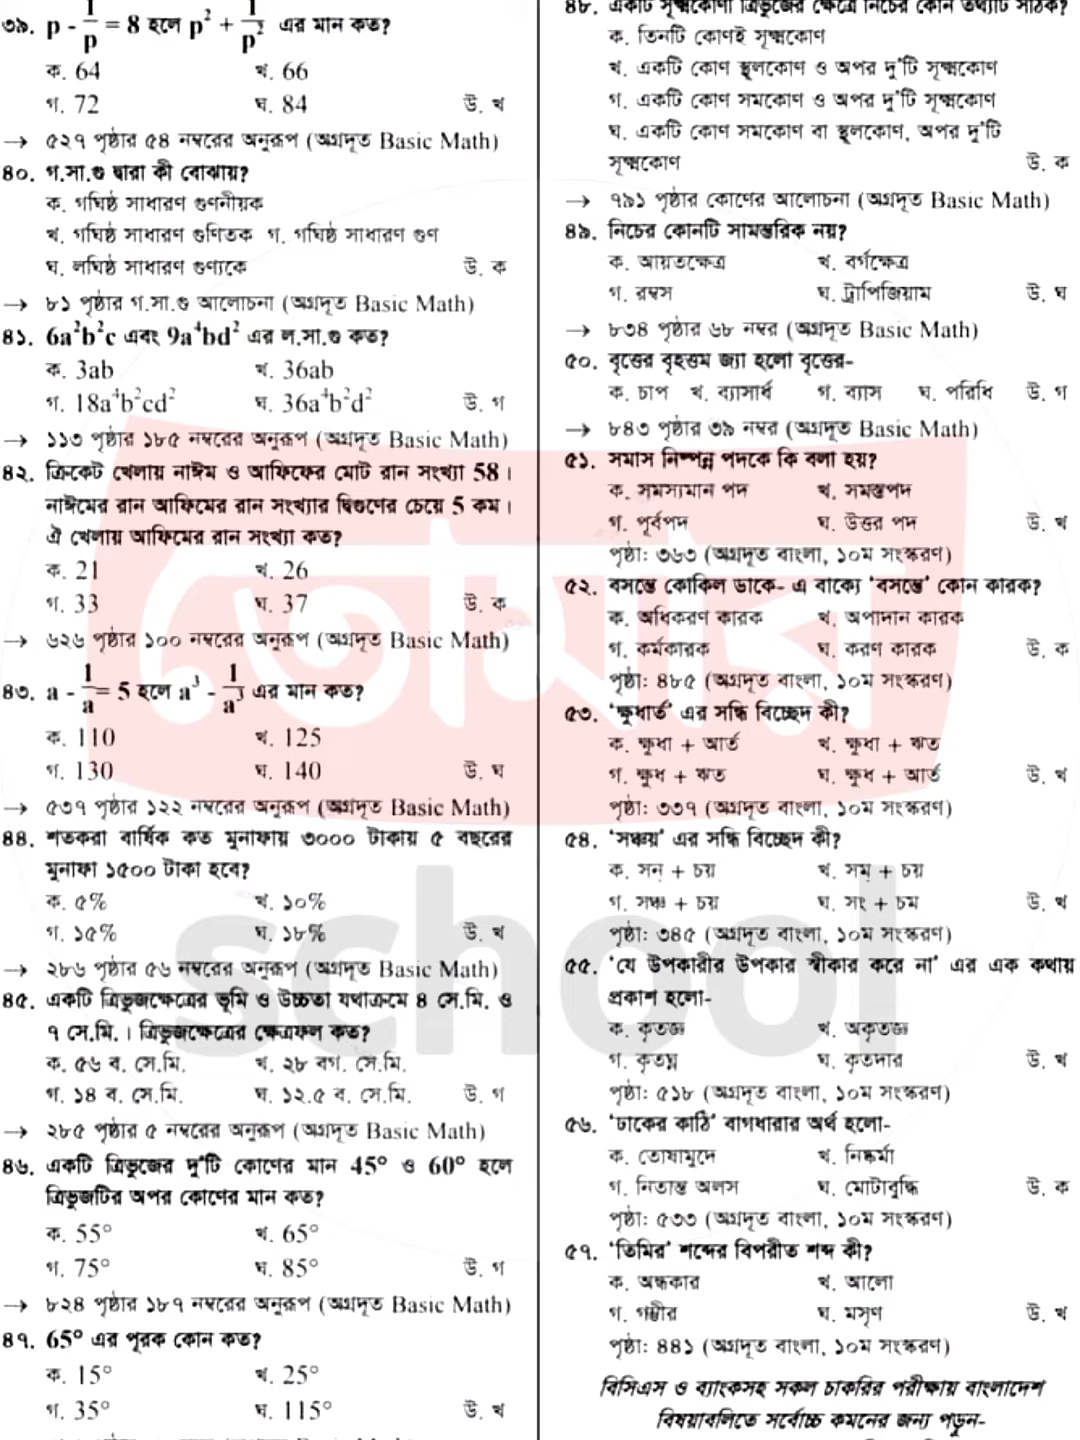 ৩৯. p - 1/p = 8 হলে p² + 1/p² এর মান কত?
ক. 64 খ. 66
গ. 72 ঘ. 84 উ. খ
→ ৫২৭ পৃষ্ঠার ৫৪ নম্বরের অনুরূপ (অগ্রদূত Basic Math)
৪০. গ.সা.গু দ্বারা কী বোঝায়?
ক. গঘিষ্ঠ সাধারণ গুণনীয়ক
খ. গঘিষ্ঠ সাধারণ গুণিতক গ. গঘিষ্ঠ সাধারণ গুণ
ঘ. লঘিষ্ঠ সাধারণ গুণ্যকে উ. ক
→ ৮১ পৃষ্ঠার গ.সা.গু আলোচনা (অগ্রদূত Basic Math)
৪১. 6a²b²c এবং 9a⁴bd² এর ল.সা.গু কত?
ক. 3ab খ. 36ab
গ. 18a⁴b²cd² ঘ. 36a⁴b²d² উ. গ
→ ১১৩ পৃষ্ঠার ১৮৫ নম্বরের অনুরূপ (অগ্রদূত Basic Math)
৪২. ক্রিকেট খেলায় নাঈম ও আফিফের মোট রান সংখ্যা 58।
নাঈমের রান আফিমের রান সংখ্যার দ্বিগুণের চেয়ে 5 কম।
ঐ খেলায় আফিমের রান সংখ্যা কত?
ক. 21 খ. 26
গ. 33 ঘ. 37 উ. ক
→ ৬২৬ পৃষ্ঠার ১০০ নম্বরের অনুরূপ (অগ্রদূত Basic Math)
৪৩. a - 1/a = 5 হলে a³ - 1/a³ এর মান কত?
ক. 110 খ. 125
গ. 130 ঘ. 140 উ. ঘ
→ ৫৩৭ পৃষ্ঠার ১২২ নম্বরের অনুরূপ (অগ্রদূত Basic Math)
৪৪. শতকরা বার্ষিক কত মুনাফায় ৩০০০ টাকায় ৫ বছরের
মুনাফা ১৫০০ টাকা হবে?
ক. ৫% খ. ১০%
গ. ১৫% ঘ. ১৮% উ. খ
→ ২৮৬ পৃষ্ঠার ৫৬ নম্বরের অনুরূপ (অগ্রদূত Basic Math)
৪৫. একটি ত্রিভুজক্ষেত্রের ভূমি ও উচ্চতা যথাক্রমে ৪ সে.মি. ও
৭ সে.মি.। ত্রিভুজক্ষেত্রের ক্ষেত্রফল কত?
ক. ৫৬ ব. সে.মি. খ. ২৮ বর্গ. সে.মি.
গ. ১৪ ব. সে.মি. ঘ. ১২.৫ ব. সে.মি. উ. গ
→ ২৮৫ পৃষ্ঠার ৫ নম্বরের অনুরূপ (অগ্রদূত Basic Math)
৪৬. একটি ত্রিভুজের দু'টি কোণের মান 45° ও 60° হলে
ত্রিভুজটির অপর কোণের মান কত?
ক. 55° খ. 65°
গ. 75° ঘ. 85° উ. গ
→ ৮২৪ পৃষ্ঠার ১৮৭ নম্বরের অনুরূপ (অগ্রদূত Basic Math)
৪৭. 65° এর পূরক কোন কত?
ক. 15° খ. 25°
গ. 35° ঘ. 115° উ. খ
৪৮. একটি সূক্ষ্মকোণী ত্রিভুজের ক্ষেত্রে নিচের কোন তথ্যটি সঠিক?
ক. তিনটি কোণই সূক্ষ্মকোণ
খ. একটি কোণ স্থূলকোণ ও অপর দু'টি সূক্ষ্মকোণ
গ. একটি কোণ সমকোণ ও অপর দু'টি সূক্ষ্মকোণ
ঘ. একটি কোণ সমকোণ বা স্থূলকোণ, অপর দু'টি
সূক্ষ্মকোণ উ. ক
→ ৭৯১ পৃষ্ঠার কোণের আলোচনা (অগ্রদূত Basic Math)
৪৯. নিচের কোনটি সামন্তরিক নয়?
ক. আয়তক্ষেত্র খ. বর্গক্ষেত্র
গ. রম্বস ঘ. ট্রাপিজিয়াম উ. ঘ
→ ৮৩৪ পৃষ্ঠার ৬৮ নম্বর (অগ্রদূত Basic Math)
৫০. বৃত্তের বৃহত্তম জ্যা হলো বৃত্তের-
ক. চাপ খ. ব্যাসার্ধ গ. ব্যাস ঘ. পরিধি উ. গ
→ ৮৪৩ পৃষ্ঠার ৩৯ নম্বর (অগ্রদূত Basic Math)
৫১. সমাস নিষ্পন্ন পদকে কি বলা হয়?
ক. সমস্যমান পদ খ. সমস্তপদ
গ. পূর্বপদ ঘ. উত্তর পদ উ. খ
পৃষ্ঠা: ৩৬৩ (অগ্রদূত বাংলা, ১০ম সংস্করণ)
৫২. বসন্তে কোকিল ডাকে- এ বাক্যে 'বসন্তে' কোন কারক?
ক. অধিকরণ কারক খ. অপাদান কারক
গ. কর্মকারক ঘ. করণ কারক উ. ক
পৃষ্ঠা: ৪৮৫ (অগ্রদূত বাংলা, ১০ম সংস্করণ)
৫৩. 'ক্ষুধার্ত' এর সন্ধি বিচ্ছেদ কী?
ক. ক্ষুধা + আর্ত খ. ক্ষুধা + ঋত
গ. ক্ষুধ + ঋত ঘ. ক্ষুধ + আর্ত উ. খ
পৃষ্ঠা: ৩৩৭ (অগ্রদূত বাংলা, ১০ম সংস্করণ)
৫৪. 'সঞ্চয়' এর সন্ধি বিচ্ছেদ কী?
ক. সন্ + চয় খ. সম্ + চয়
গ. সঞ্চ + চয় ঘ. সং + চম উ. খ
পৃষ্ঠা: ৩৪৫ (অগ্রদূত বাংলা, ১০ম সংস্করণ)
৫৫. 'যে উপকারীর উপকার স্বীকার করে না' এর এক কথায়
প্রকাশ হলো-
ক. কৃতজ্ঞ খ. অকৃতজ্ঞ
গ. কৃতঘ্ন ঘ. কৃতদার উ. খ
পৃষ্ঠা: ৫১৮ (অগ্রদূত বাংলা, ১০ম সংস্করণ)
৫৬. 'ঢাকের কাঠি' বাগধারার অর্থ হলো-
ক. তোষামুদে খ. নিষ্কর্মা
গ. নিতান্ত অলস ঘ. মোটাবুদ্ধি উ. ক
পৃষ্ঠা: ৫৩৩ (অগ্রদূত বাংলা, ১০ম সংস্করণ)
৫৭. 'তিমির' শব্দের বিপরীত শব্দ কী?
ক. অন্ধকার খ. আলো
গ. গম্ভীর ঘ. মসৃণ উ. খ
পৃষ্ঠা: ৪৪১ (অগ্রদূত বাংলা, ১০ম সংস্করণ)
বিসিএস ও ব্যাংকসহ সকল চাকরির পরীক্ষায় বাংলাদেশ
বিষয়াবলিতে সর্বোচ্চ কমনের জন্য পড়ুন-
তোমার
school